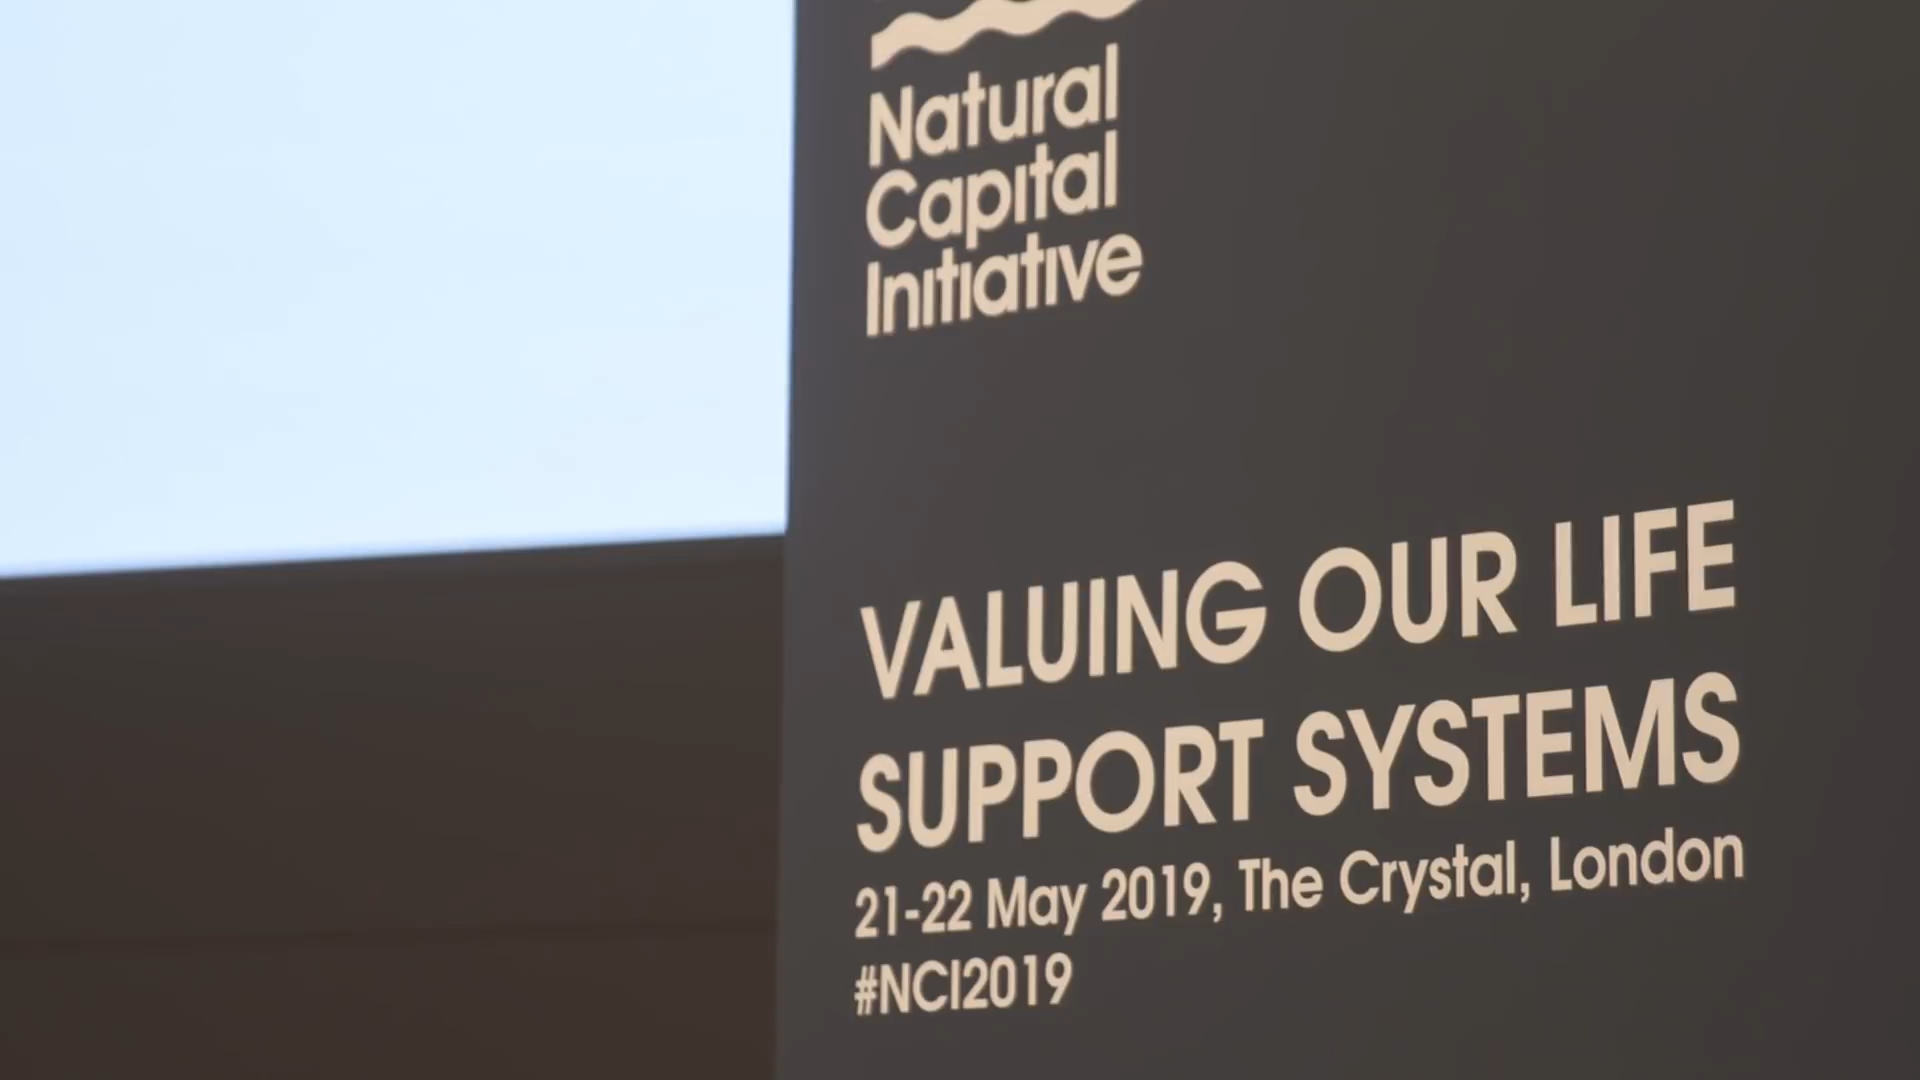 Natural
Capital
Initiative
VALUING OUR LIFE
SUPPORT SYSTEMS
21-22 May 2019, The Crystal, London
#NCI2019